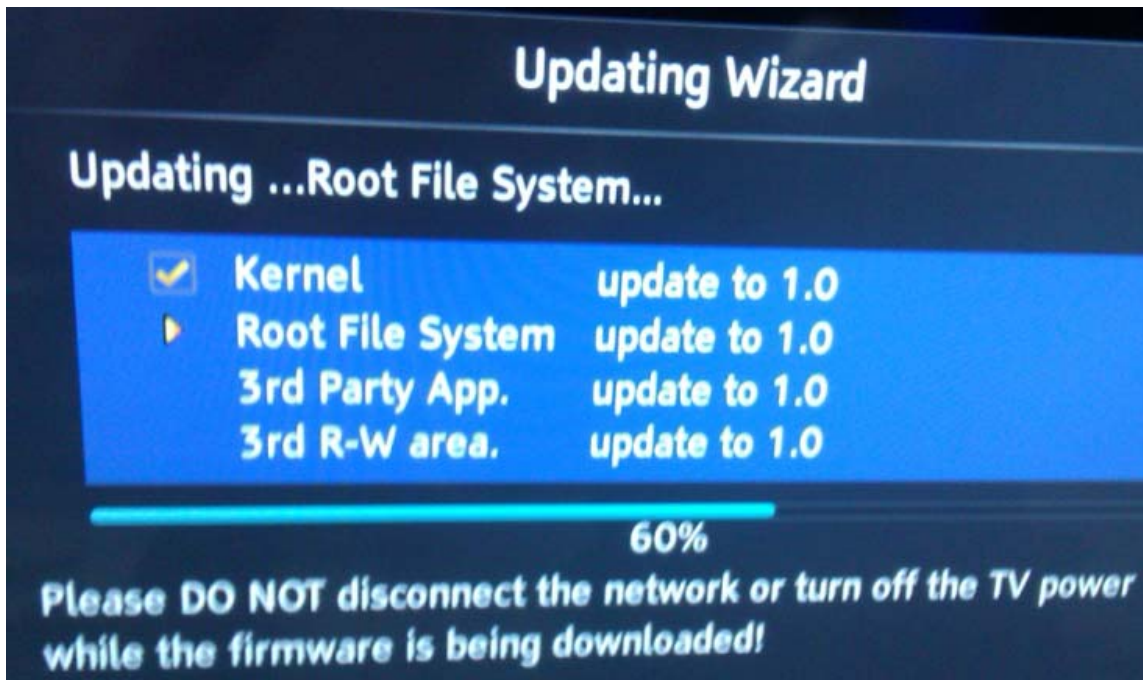 Updating Wizard
Updating ...Root File System...
Kernel update to 1.0
Root File System update to 1.0
3rd Party App. update to 1.0
3rd R-W area. update to 1.0
60%
Please DO NOT disconnect the network or turn off the TV power
while the firmware is being downloaded!